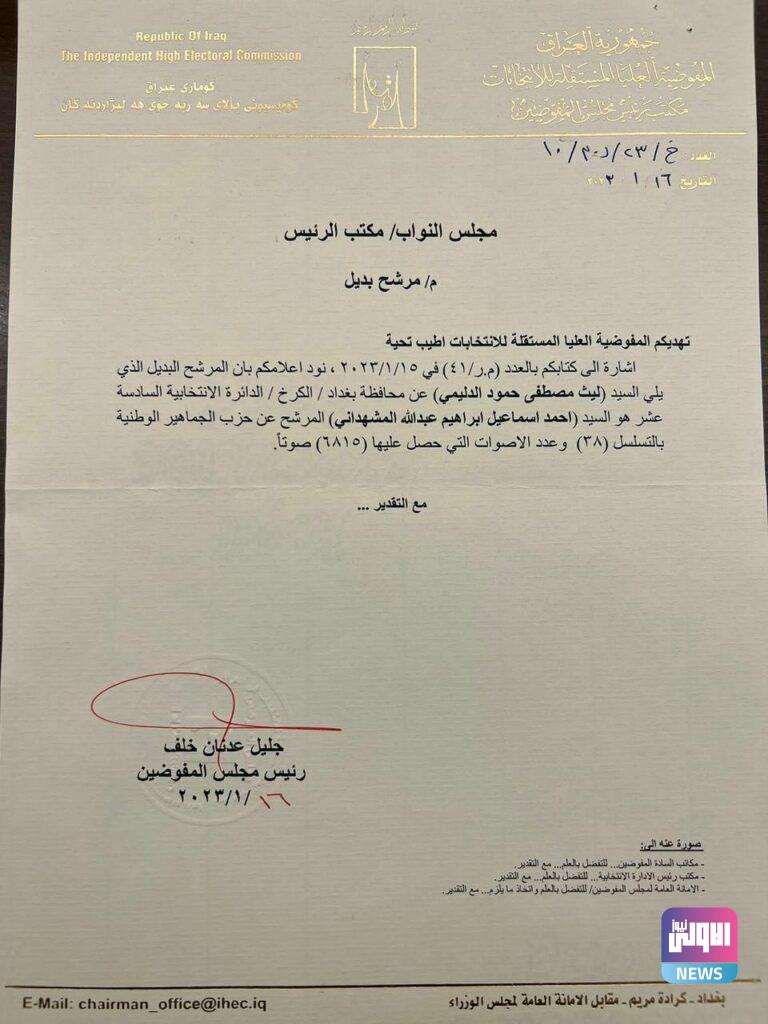 Republic Of Iraq
The Independent High Electoral Commission
كۆماری عیراق
جمهورية العراق
المفوضية العليا المستقلة للانتخابات
مكتب رئيس مجلس المفوضين
العدد خ/٢٣/
التاريخ ١٦/ ١ /
مجلس النواب/ مكتب الرئيس
م/ مرشح بديل
تهديكم المفوضية العليا المستقلة للانتخابات اطيب تحية
اشارة الى كتابكم بالعدد (م.ر/٤١) في ٢٠٢٣/١/١٥ ، نود اعلامكم بان المرشح البديل الذي
يلي السيد (ليث مصطفى حمود الدليمي) عن محافظة بغداد / الكرخ / الدائرة الانتخابية السادسة
عشر هو السيد (احمد اسماعيل ابراهيم عبدالله المشهداني) المرشح عن حزب الجماهير الوطنية
بالتسلسل (٣٨) وعدد الاصوات التي حصل عليها (٦٨١٥) صوتاً.
مع التقدير ...
جليل عدنان خلف
رئيس مجلس المفوضين
٢٠٢٣/١/١٦
صورة عنه الى:
- مكاتب السادة المفوضين... للتفضل بالعلم... مع التقدير.
- مكتب رئيس الادارة الانتخابية... للتفضل بالعلم... مع التقدير.
- الامانة العامة لمجلس المفوضين/ للتفضل بالعلم واتخاذ ما يلزم... مع التقدير.
الاولى نيوز
NEWS
E-Mail: chairman_office@ihec.iq
بغداد - كرادة مريم - مقابل الامانة العامة لمجلس الوزراء